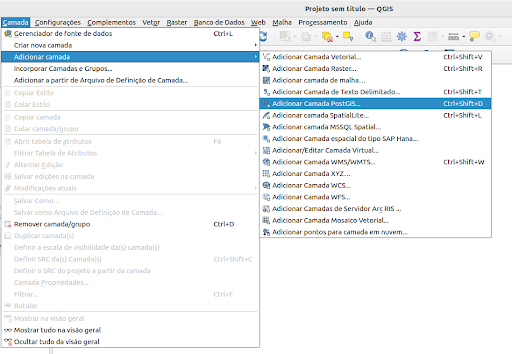 Projeto sem título — QGIS
Camada Configurações Complementos Vetor Raster Banco de Dados Web Malha Processamento Ajuda
Gerenciador de fonte de dados Ctrl+L
Criar nova camada
Adicionar camada
Incorporar Camadas e Grupos...
Adicionar a partir de Arquivo de Definição de Camada...
Copiar Estilo
Colar Estilo
Copiar camada
Colar camada/grupo
Abrir tabela de atributos F6
Filtrar Tabela de Atributos
Alternar Edição
Salvar edições na camada
Modificações atuais
Salvar Como...
Salvar como Arquivo de Definição de Camada...
Remover camada/grupo Ctrl+D
Duplicar camada(s)
Definir a escala de visibilidade da(s) camada(s)
Definir SRC da(s) Camada(s) Ctrl+Shift+C
Definir o SRC do projeto a partir da camada
Camada Propriedades...
Filtrar... Ctrl+F
Rotular
Mostrar na visão geral
Mostrar tudo na visão geral
Ocultar tudo da visão geral
Adicionar Camada Vetorial... Ctrl+Shift+V
Adicionar Camada Raster... Ctrl+Shift+R
Adicionar camada de malha...
Adicionar Camada de Texto Delimitado... Ctrl+Shift+T
Adicionar Camada PostGIS... Ctrl+Shift+D
Adicionar camada SpatialLite... Ctrl+Shift+L
Adicionar camada MSSQL Spatial...
Adicionar Camada espacial do tipo SAP Hana...
Adicionar/Editar Camada Virtual...
Adicionar Camada WMS/WMTS... Ctrl+Shift+W
Adicionar Camada XYZ...
Adicionar Camada WCS...
Adicionar Camada WFS...
Adicionar Camadas de Servidor Arc RIS ...
Adicionar Camada Mosaico Vetorial...
Adicionar pontos para camada em nuvem...